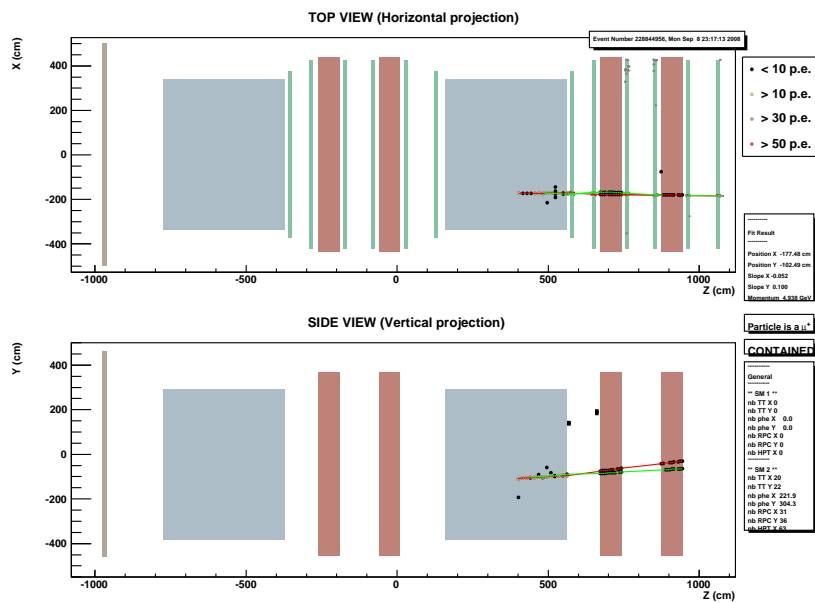 TOP VIEW (Horizontal projection)
Event Number 228844956, Mon Sep 8 23:17:13 2008
X (cm)
400
200
0
-200
-400
-1000
-500
0
500
1000
Z (cm)
< 10 p.e.
> 10 p.e.
> 30 p.e.
> 50 p.e.
----------
Fit Result
----------
Position X -177.48 cm
Position Y -102.49 cm
Slope X -0.052
Slope Y 0.100
Momentum 4.938 GeV
SIDE VIEW (Vertical projection)
Y (cm)
400
200
0
-200
-400
-1000
-500
0
500
1000
Z (cm)
Particle is a μ+
CONTAINED
----------
General
----------
** SM 1 **
nb TT X 0
nb TT Y 0
nb phe X 0.0
nb phe Y 0.0
nb RPC X 0
nb RPC Y 0
nb HPT X 0
----------
** SM 2 **
nb TT X 20
nb TT Y 22
nb phe X 221.9
nb phe Y 304.3
nb RPC X 31
nb RPC Y 36
nb HPT X 63